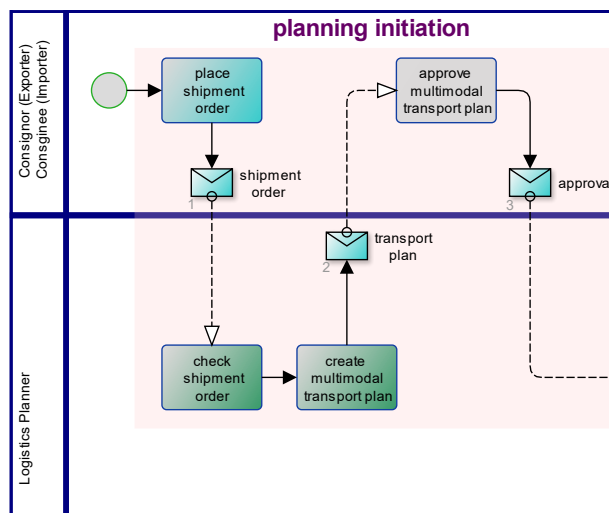 planning initiation
Consignor (Exporter)
Consginee (Importer)
place
shipment
order
approve
multimodal
transport plan
shipment
order
1
approva
3
transport
plan
2
Logistics Planner
check
shipment
order
create
multimodal
transport plan